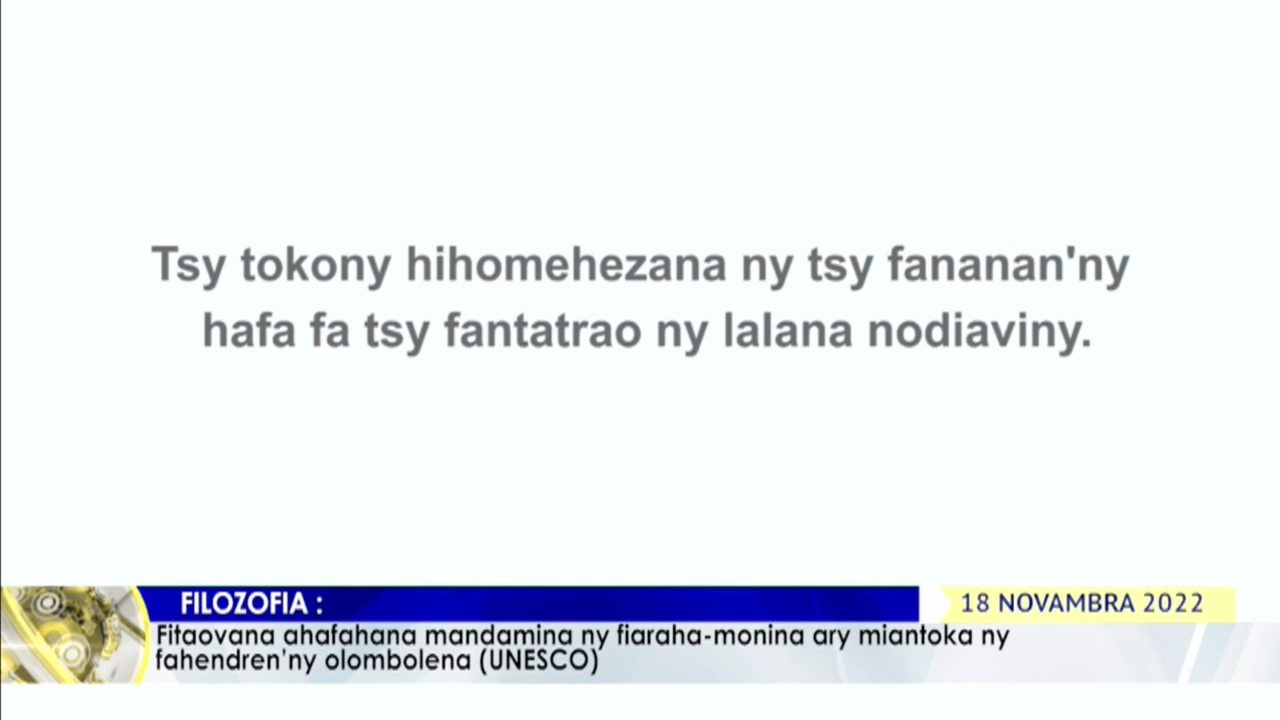 Tsy tokony hihomehezana ny tsy fananan'ny
hafa fa tsy fantatrao ny lalana nodiaviny.
FILOZOFIA :
18 NOVAMBRA 2022
Fitaovana ahafahana mandamina ny fiaraha-monina ary miantoka ny
fahendren'ny olombolena (UNESCO)